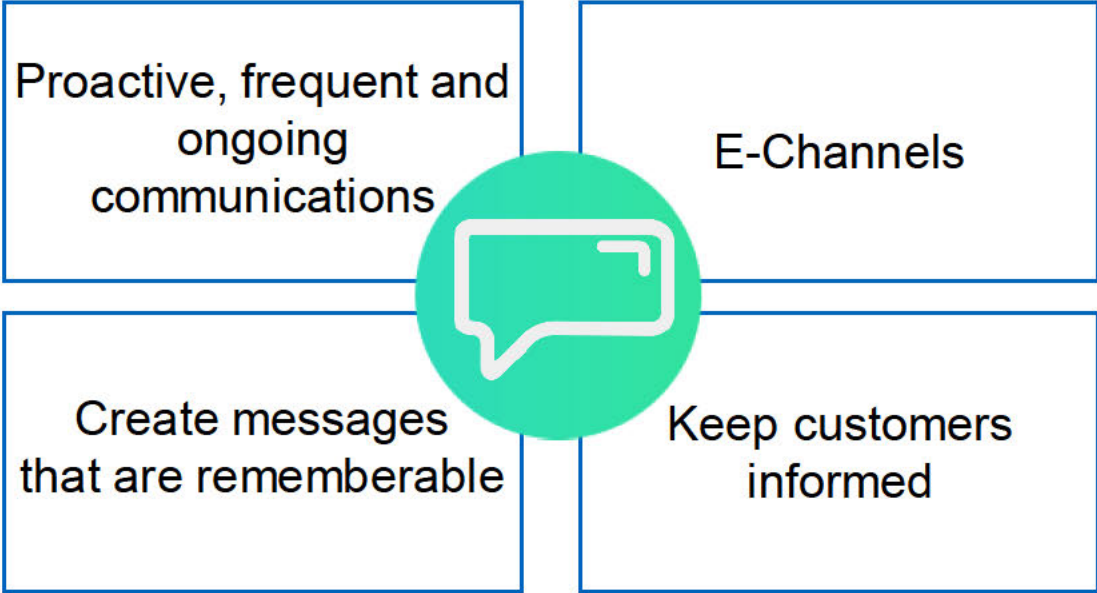 Proactive, frequent and
ongoing
communications
E-Channels
Create messages
that are rememberable
Keep customers
informed